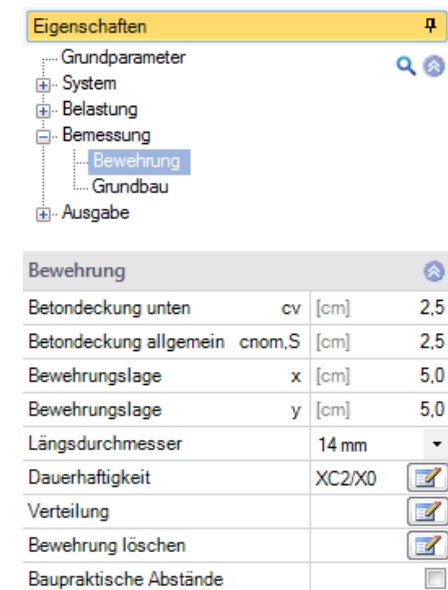 Eigenschaften
Grundparameter
System
Belastung
Bemessung
Bewehrung
Grundbau
Ausgabe
Bewehrung
Betondeckung unten cv [cm] 2,5
Betondeckung allgemein cnom,S [cm] 2,5
Bewehrungslage x [cm] 5,0
Bewehrungslage y [cm] 5,0
Längsdurchmesser 14 mm
Dauerhaftigkeit XC2/X0
Verteilung
Bewehrung löschen
Baupraktische Abstände